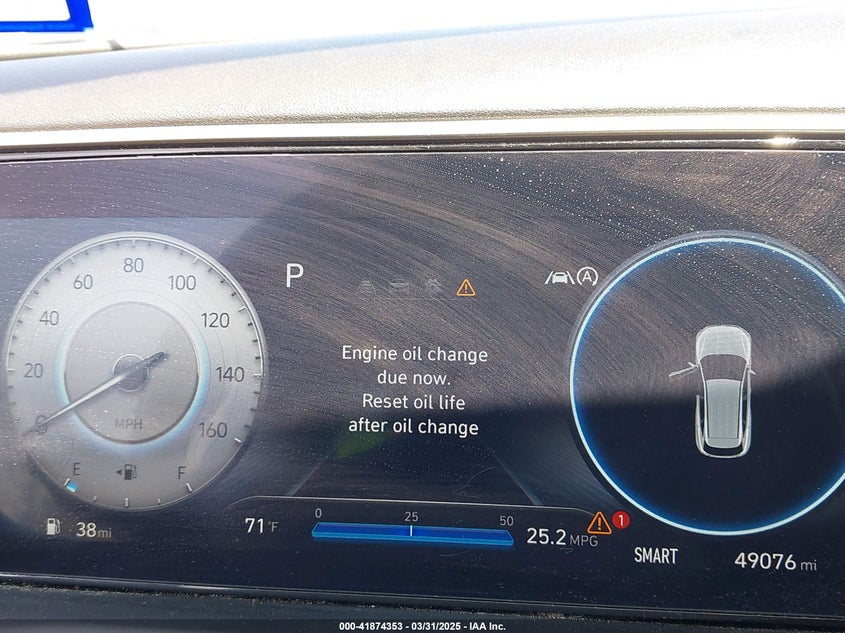 80
60
100
40
120
20
140
0
160
MPH
E
F
38 mi
P
A
Engine oil change
due now.
Reset oil life
after oil change
71°F
0
25
50
25.2 MPG
1
SMART
49076 mi
000-41874353 - 03/31/2025 - IAA Inc.